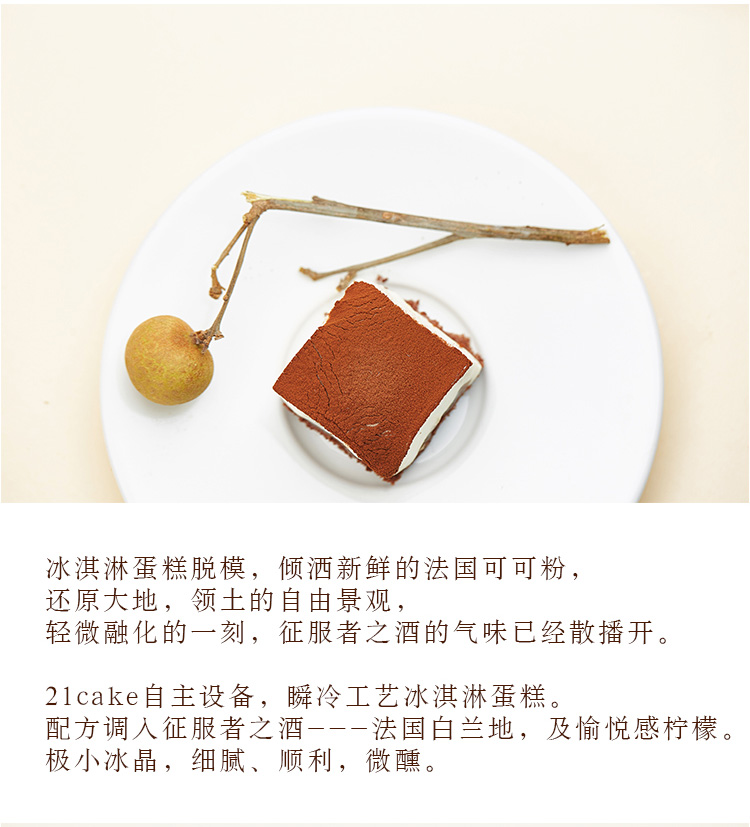 冰淇淋蛋糕脱模，倾洒新鲜的法国可可粉，
还原大地，领土的自由景观，
轻微融化的一刻，征服者之酒的气味已经散播开。
21cake自主设备，瞬冷工艺冰淇淋蛋糕。
配方调入征服者之酒---法国白兰地，及愉悦感柠檬。
极小冰晶，细腻、顺利，微醺。